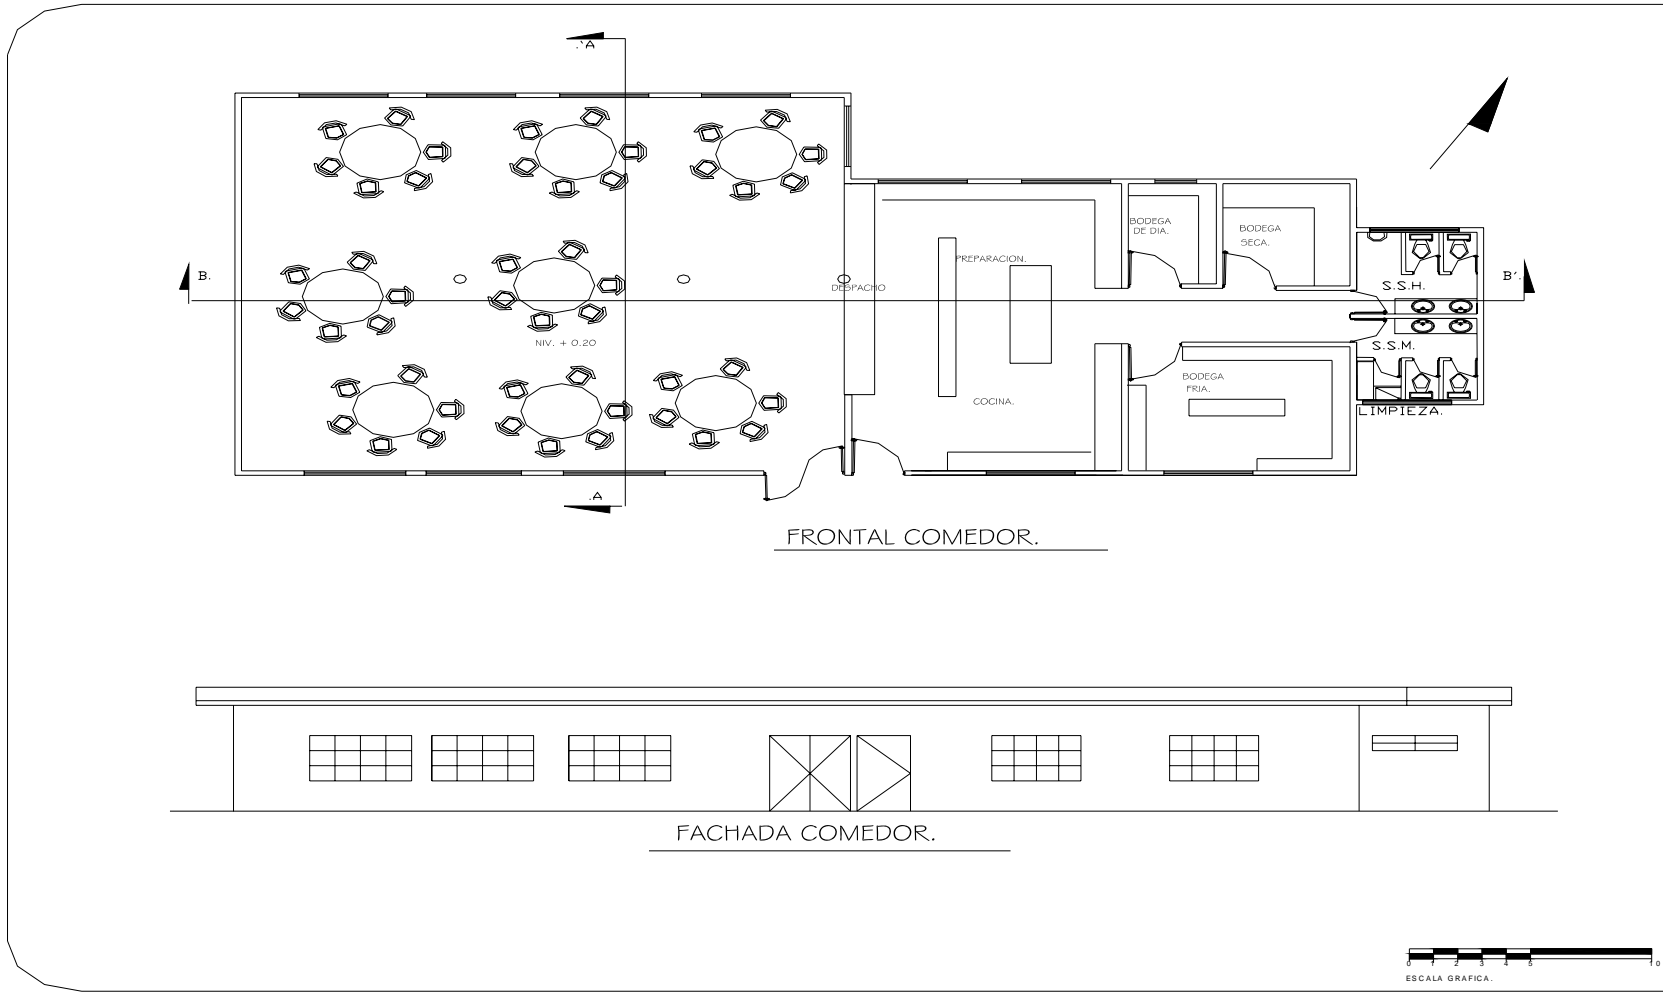 .'A
BODEGA
DE DIA.
BODEGA
SECA.
PREPARACION.
B.
B'.
DESPACHO
S.S.H.
NIV. + 0.20
S.S.M.
BODEGA
FRIA.
COCINA.
LIMPIEZA.
.A
FRONTAL COMEDOR.
FACHADA COMEDOR.
0 1 2 3 4 5 10
ESCALA GRAFICA.